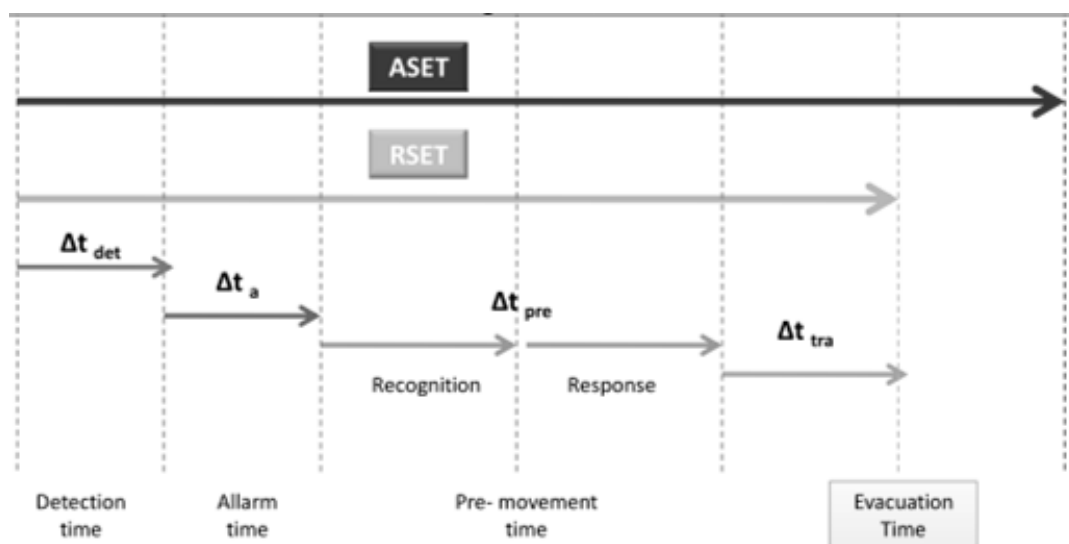 ASET
RSET
Δt det
Δt a
Δt pre
Δt tra
Recognition
Response
Detection
time
Allarm
time
Pre- movement
time
Evacuation
Time